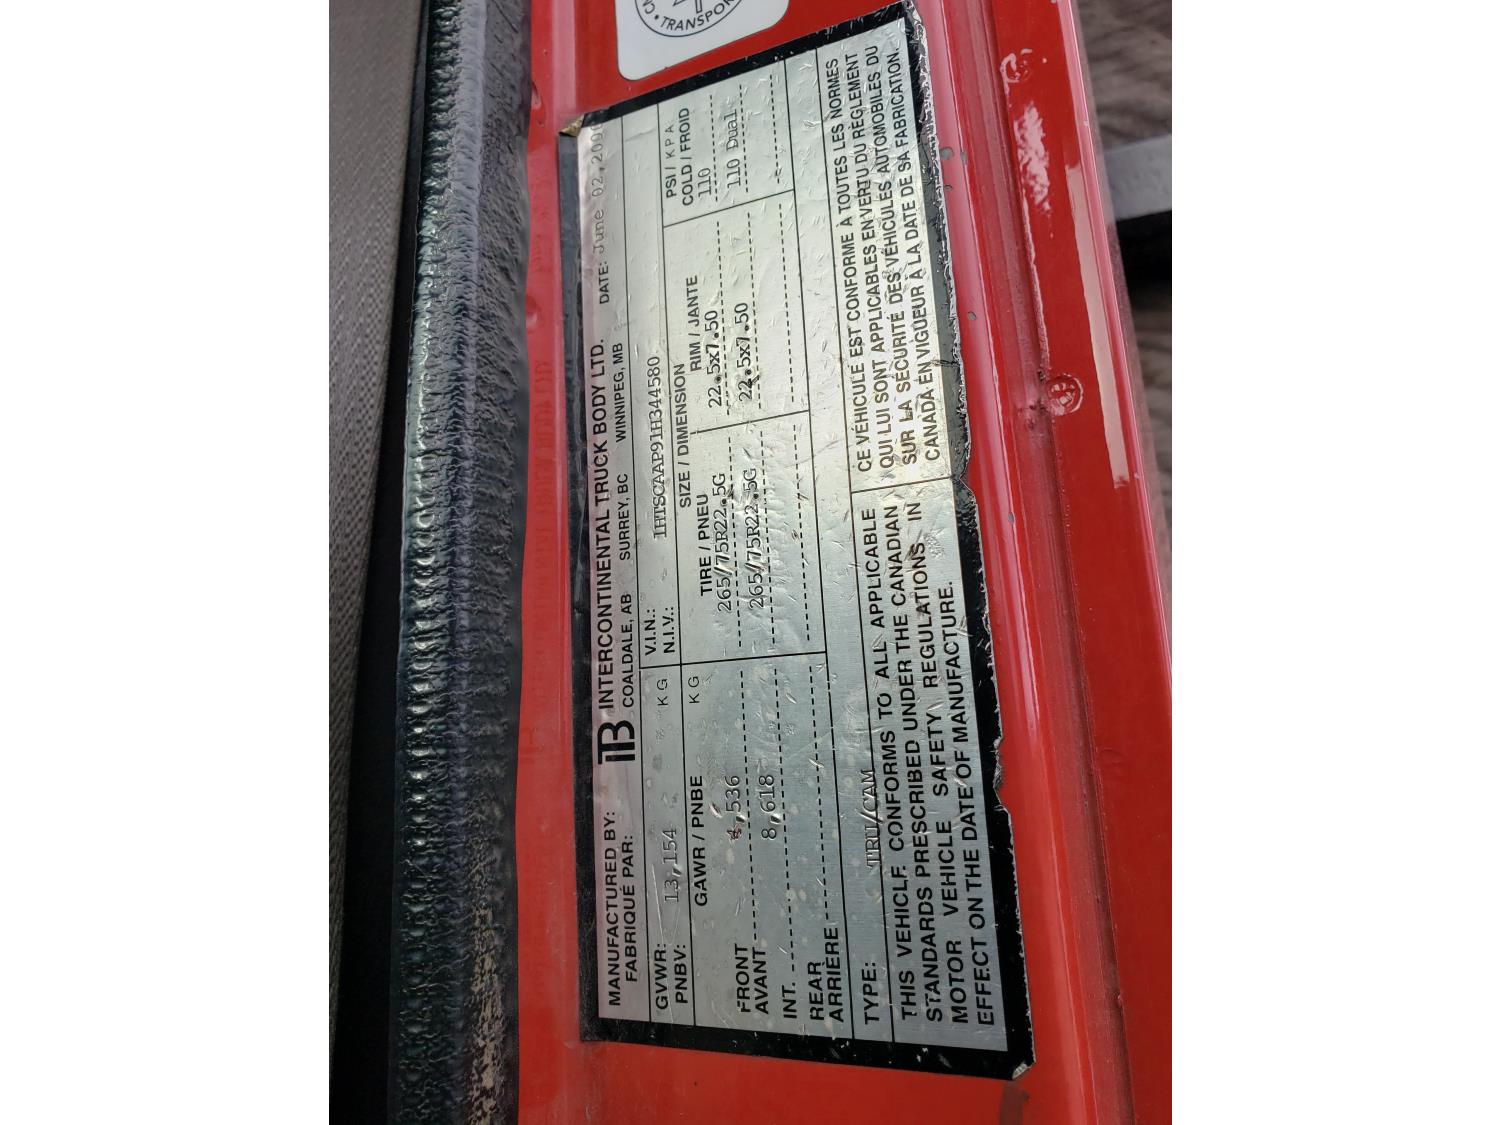 TRANSPOR
MANUFACTURED BY:
FABRIQUÉ PAR:
ITB INTERCONTINENTAL TRUCK BODY LTD.
COALDALE, AB SURREY, BC WINNIPEG, MB
DATE: June 02, 200
GVWR:
PNBV:
13,154 KG
V.I.N.:
N.I.V.:
1HTSCAAP91H344580
GAWR / PNBE KG
SIZE / DIMENSION
TIRE / PNEU RIM / JANTE
PSI / K.P.A.
COLD / FROID
FRONT
AVANT
4,536 265/75R22.5G 22.5x7.50 110
INT. 8,618 265/75R22.5G 22.5x7.50 110 Dual
REAR
ARRIÈRE
TYPE: TRU/CAM
THIS VEHICLE CONFORMS TO ALL APPLICABLE
STANDARDS PRESCRIBED UNDER THE CANADIAN
MOTOR VEHICLE SAFETY REGULATIONS IN
EFFECT ON THE DATE OF MANUFACTURE.
CE VÉHICULE EST CONFORME À TOUTES LES NORMES
QUI LUI SONT APPLICABLES EN VERTU DU RÈGLEMENT
SUR LA SÉCURITÉ DES VÉHICULES AUTOMOBILES DU
CANADA EN VIGUEUR À LA DATE DE SA FABRICATION.